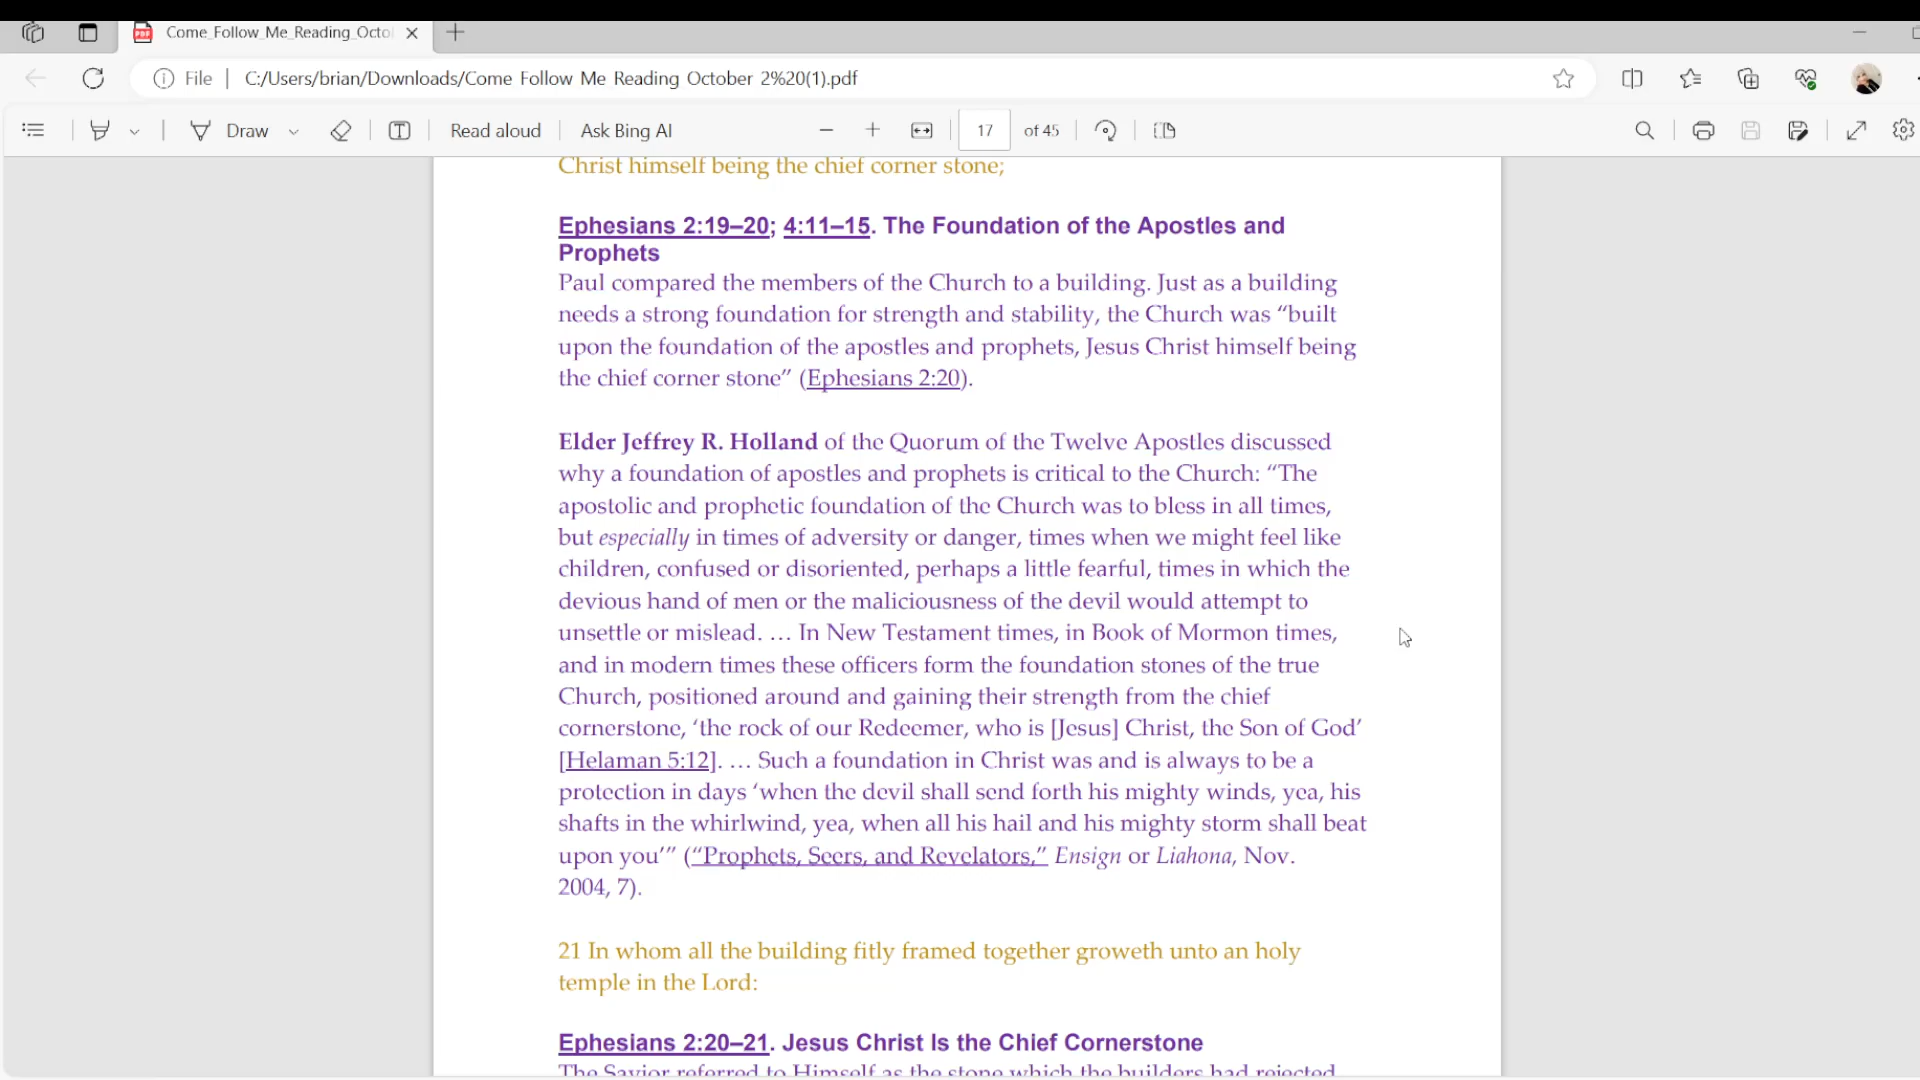 Come_Follow_Me_Reading_Octo
File | C:/Users/brian/Downloads/Come Follow Me Reading October 2%20(1).pdf
Draw Read aloud Ask Bing AI 17 of 45
Christ himself being the chief corner stone;
Ephesians 2:19–20; 4:11–15. The Foundation of the Apostles and
Prophets
Paul compared the members of the Church to a building. Just as a building
needs a strong foundation for strength and stability, the Church was “built
upon the foundation of the apostles and prophets, Jesus Christ himself being
the chief corner stone” (Ephesians 2:20).
Elder Jeffrey R. Holland of the Quorum of the Twelve Apostles discussed
why a foundation of apostles and prophets is critical to the Church: “The
apostolic and prophetic foundation of the Church was to bless in all times,
but especially in times of adversity or danger, times when we might feel like
children, confused or disoriented, perhaps a little fearful, times in which the
devious hand of men or the maliciousness of the devil would attempt to
unsettle or mislead. … In New Testament times, in Book of Mormon times,
and in modern times these officers form the foundation stones of the true
Church, positioned around and gaining their strength from the chief
cornerstone, ‘the rock of our Redeemer, who is [Jesus] Christ, the Son of God’
[Helaman 5:12]. … Such a foundation in Christ was and is always to be a
protection in days ‘when the devil shall send forth his mighty winds, yea, his
shafts in the whirlwind, yea, when all his hail and his mighty storm shall beat
upon you’” (“Prophets, Seers, and Revelators,” Ensign or Liahona, Nov.
2004, 7).
21 In whom all the building fitly framed together groweth unto an holy
temple in the Lord:
Ephesians 2:20–21. Jesus Christ Is the Chief Cornerstone
The Savior referred to Himself as the stone which the builders had rejected